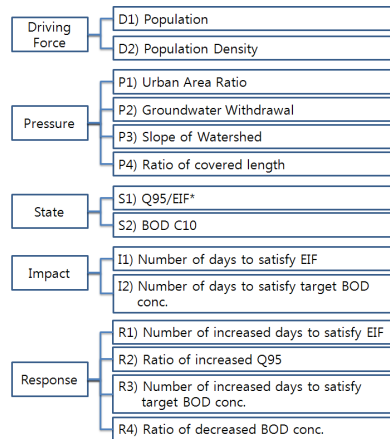 Driving
Force
D1) Population
D2) Population Density
Pressure
P1) Urban Area Ratio
P2) Groundwater Withdrawal
P3) Slope of Watershed
P4) Ratio of covered length
State
S1) Q95/EIF*
S2) BOD C10
Impact
I1) Number of days to satisfy EIF
I2) Number of days to satisfy target BOD
conc.
Response
R1) Number of increased days to satisfy EIF
R2) Ratio of increased Q95
R3) Number of increased days to satisfy
target BOD conc.
R4) Ratio of decreased BOD conc.